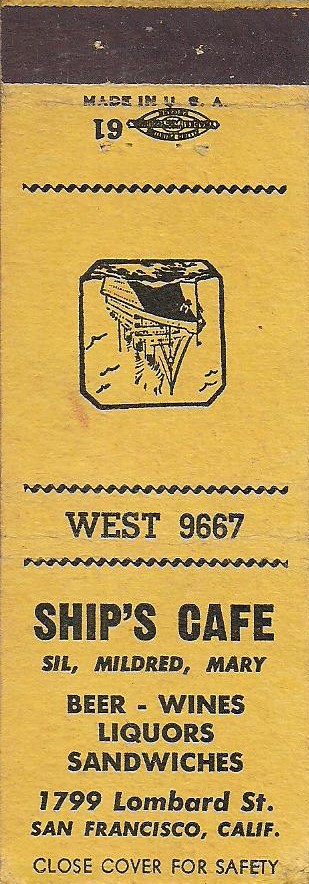 MADE IN U. S. A.
19
WEST 9667
SHIP'S CAFE
SIL, MILDRED, MARY
BEER - WINES
LIQUORS
SANDWICHES
1799 Lombard St.
SAN FRANCISCO, CALIF.
CLOSE COVER FOR SAFETY